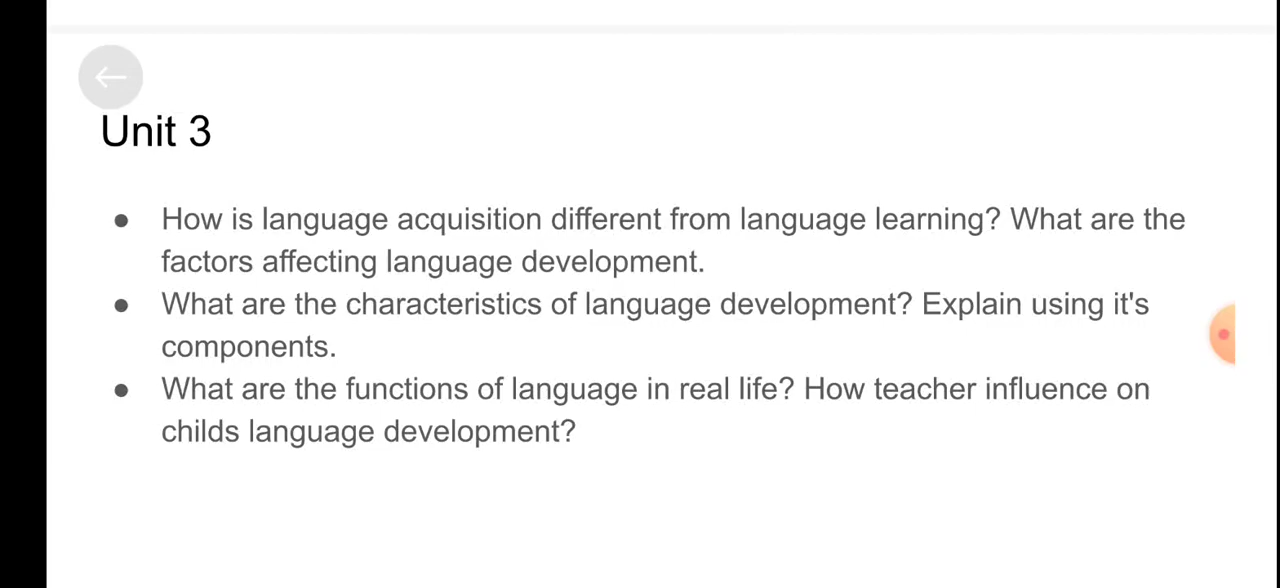 Unit 3
● How is language acquisition different from language learning? What are the
factors affecting language development.
● What are the characteristics of language development? Explain using it's
components.
● What are the functions of language in real life? How teacher influence on
childs language development?